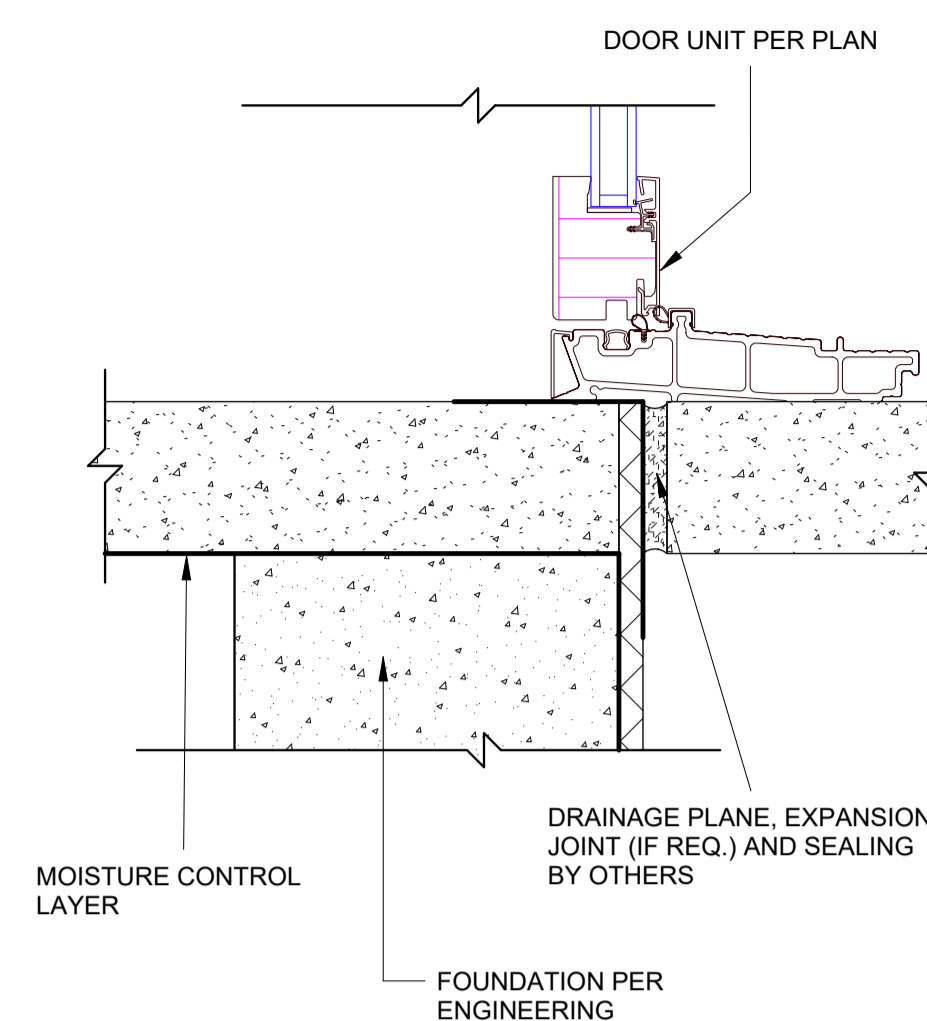 DOOR UNIT PER PLAN
DRAINAGE PLANE, EXPANSION
JOINT (IF REQ.) AND SEALING
BY OTHERS
MOISTURE CONTROL
LAYER
FOUNDATION PER
ENGINEERING